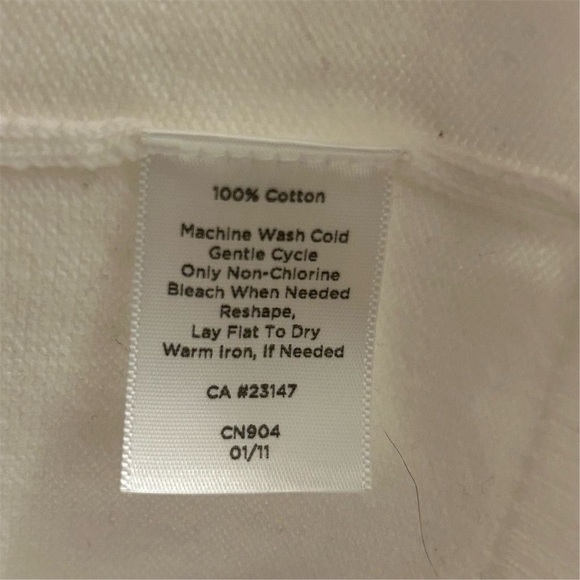 100% Cotton
Machine Wash Cold
Gentle Cycle
Only Non-Chlorine
Bleach When Needed
Reshape,
Lay Flat To Dry
Warm Iron, If Needed
CA #23147
CN904
01/11